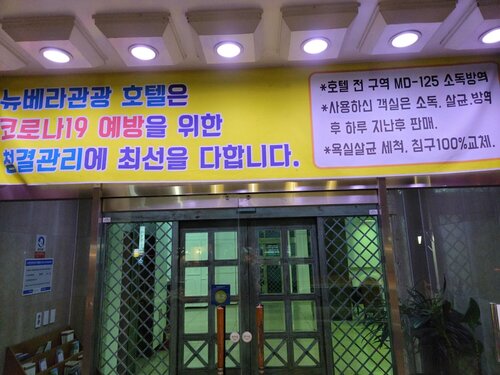 뉴베라관광 호텔은
코로나19 예방을 위한
청결관리에 최선을 다합니다.
*호텔 전 구역 MD-125 소독방역
*사용하신 객실은 소독. 살균.방역
후 하루 지난후 판매.
*욕실살균 세척. 침구100%교체.